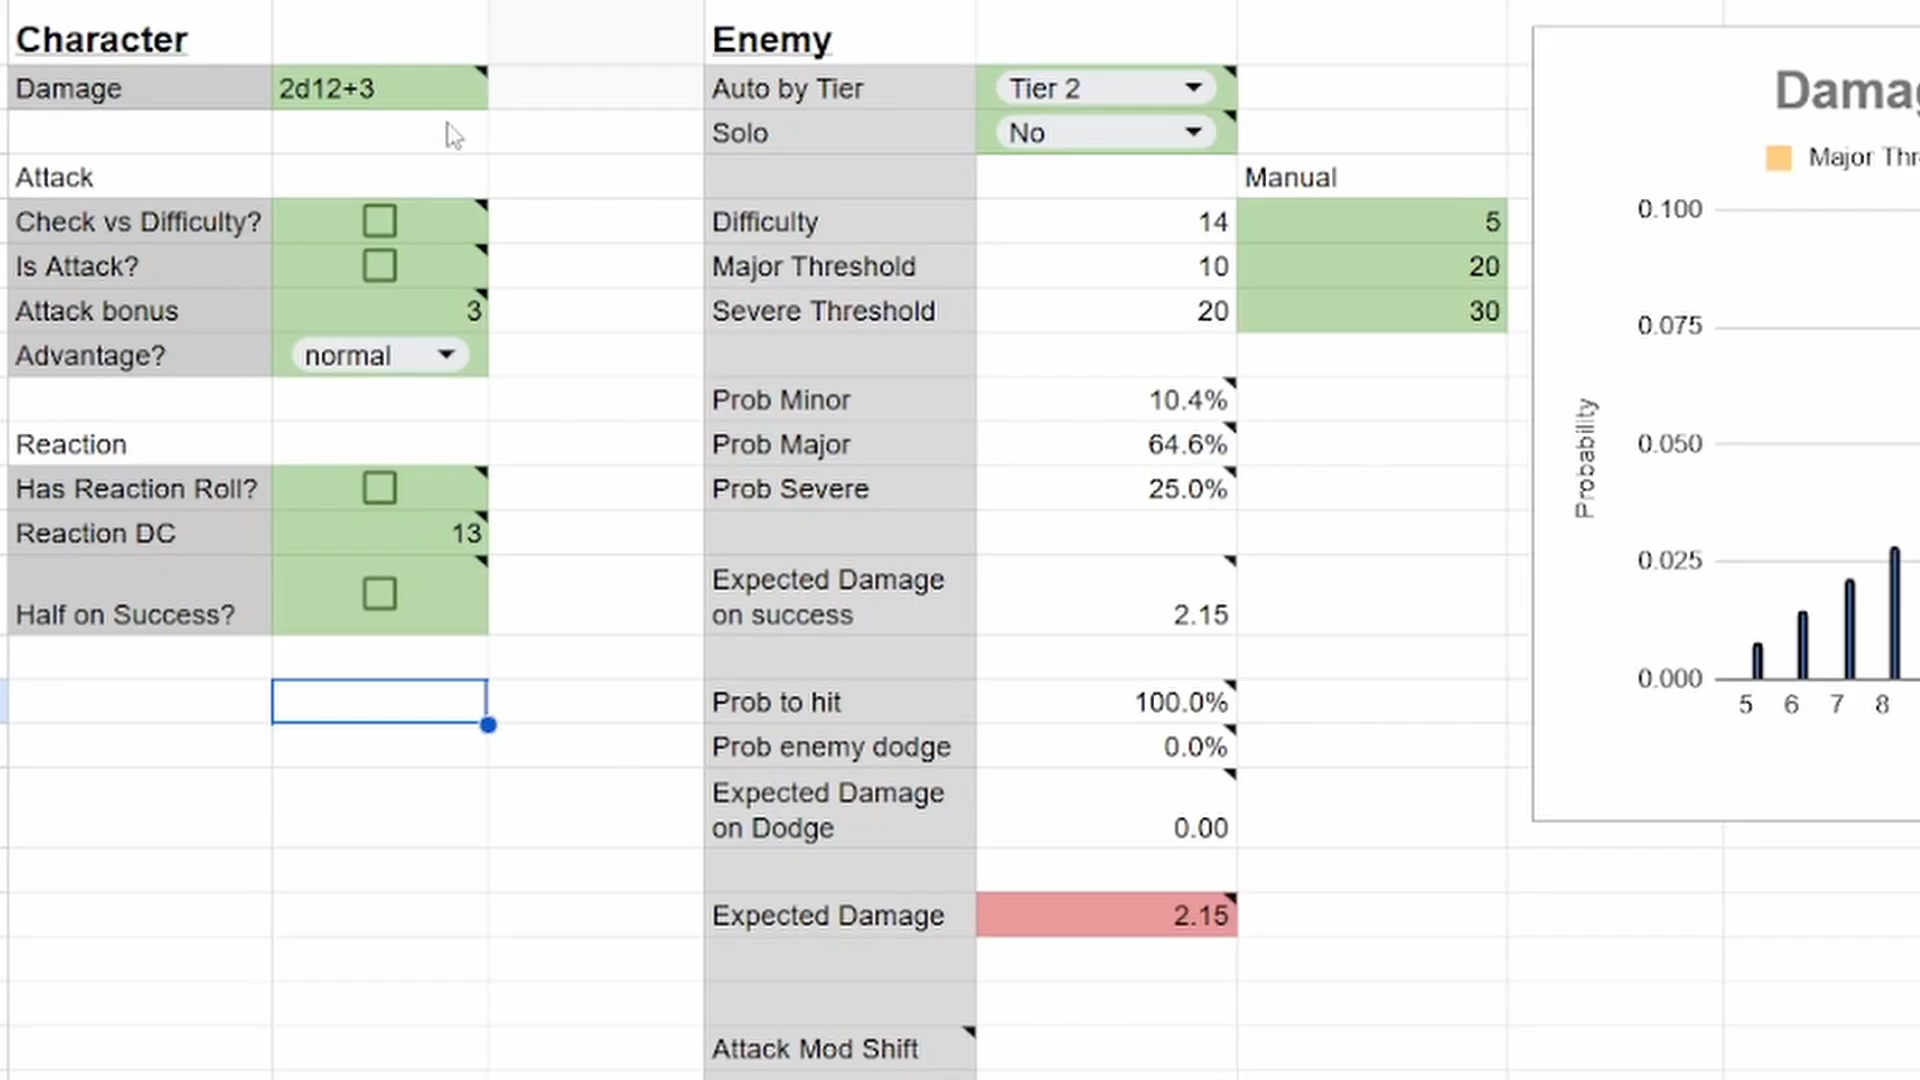 Character
Damage
2d12+3
Attack
Check vs Difficulty?
Is Attack?
Attack bonus
3
Advantage?
normal
Reaction
Has Reaction Roll?
Reaction DC
13
Half on Success?
Enemy
Auto by Tier
Tier 2
Solo
No
Manual
Difficulty
14
5
Major Threshold
10
20
Severe Threshold
20
30
Prob Minor
10.4%
Prob Major
64.6%
Prob Severe
25.0%
Expected Damage
on success
2.15
Prob to hit
100.0%
Prob enemy dodge
0.0%
Expected Damage
on Dodge
0.00
Expected Damage
2.15
Attack Mod Shift
Damag
Major Thr
Probability
0.100
0.075
0.050
0.025
0.000
5
6
7
8